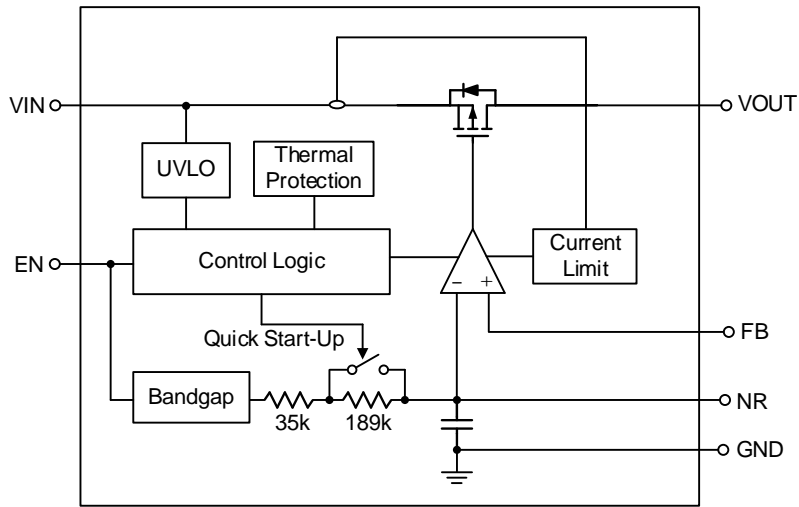 VIN
VOUT
UVLO
Thermal
Protection
EN
Control Logic
Current
Limit
−
+
Quick Start-Up
FB
Bandgap
35k
189k
NR
GND